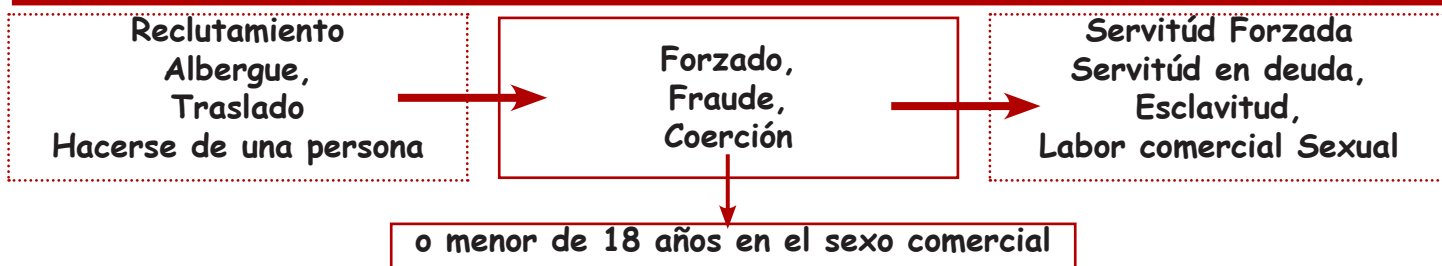 Reclutamiento
Albergue,
Traslado
Hacerse de una persona
Forzado,
Fraude,
Coerción
Servitúd Forzada
Servitúd en deuda,
Esclavitud,
Labor comercial Sexual
o menor de 18 años en el sexo comercial